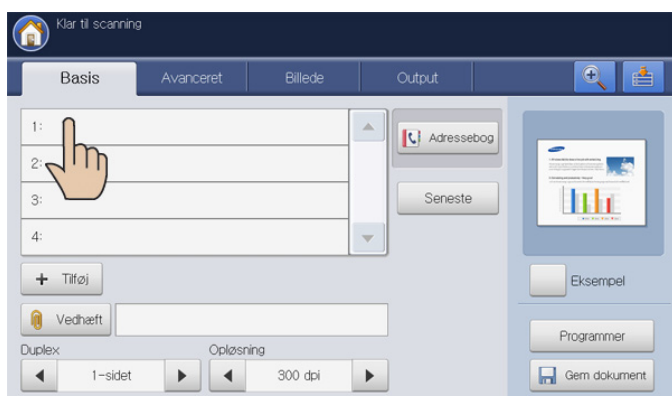 Klar til scanning
Basis
Avanceret
Billede
Output
1:
2:
3:
4:
Adressebog
Seneste
+ Tilføj
Vedhæft
Duplex
Opløsning
1-sidet
300 dpi
Eksempel
Programmer
Gem dokument